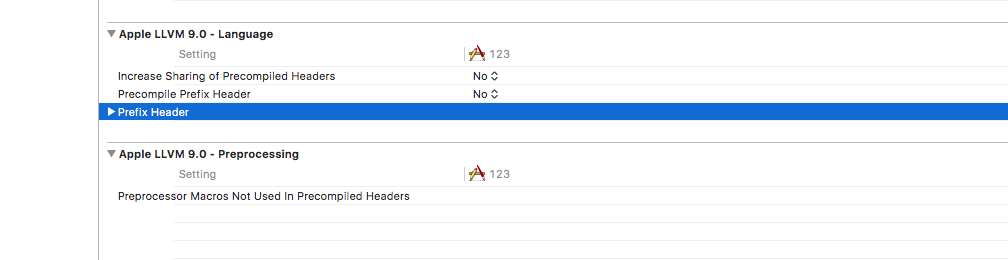 Apple LLVM 9.0 - Language
Setting 123
Increase Sharing of Precompiled Headers No
Precompile Prefix Header No
Prefix Header
Apple LLVM 9.0 - Preprocessing
Setting 123
Preprocessor Macros Not Used In Precompiled Headers